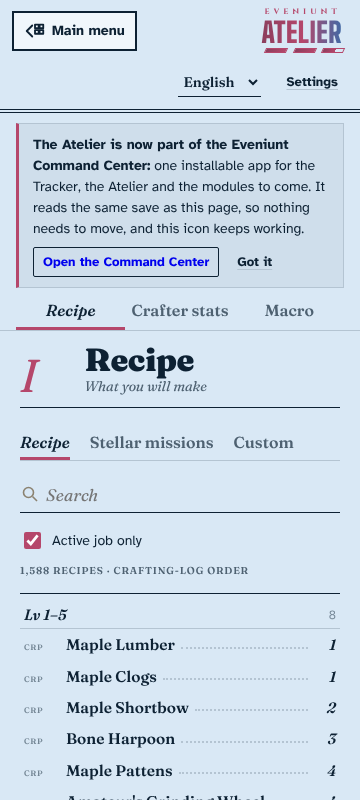 Main menu
EVENIUNT
ATELIER
English
Settings
The Atelier is now part of the Eveniunt
Command Center: one installable app for the
Tracker, the Atelier and the modules to come. It
reads the same save as this page, so nothing
needs to move, and this icon keeps working.
Open the Command Center
Got it
Recipe
Crafter stats
Macro
I
Recipe
What you will make
Recipe
Stellar missions
Custom
Search
Active job only
1,588 RECIPES · CRAFTING-LOG ORDER
Lv 1–5 8
CRP Maple Lumber 1
CRP Maple Clogs 1
CRP Maple Shortbow 2
CRP Bone Harpoon 3
CRP Maple Pattens 4
Amateur's Grinding Wheel